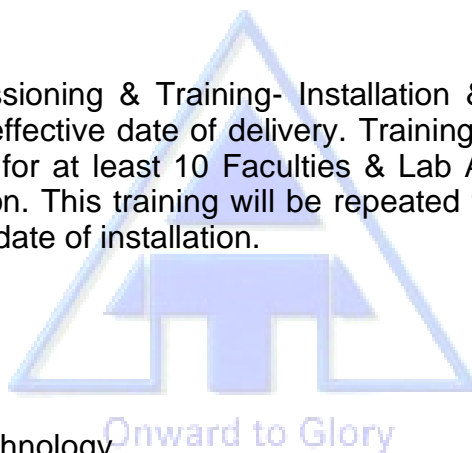 ssioning & Training- Installation &
effective date of delivery. Training
for at least 10 Faculties & Lab A
on. This training will be repeated
date of installation.
chnology
Onward to Glory